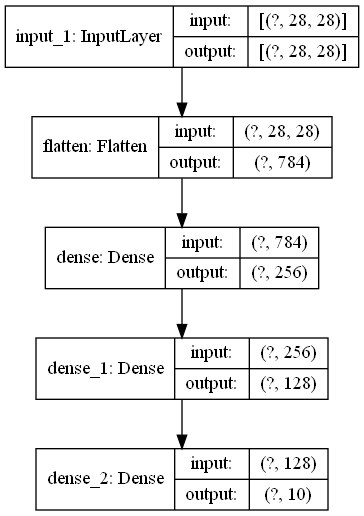 input_1: InputLayer
input: [(?, 28, 28)]
output: [(?, 28, 28)]
flatten: Flatten
input: (?, 28, 28)
output: (?, 784)
dense: Dense
input: (?, 784)
output: (?, 256)
dense_1: Dense
input: (?, 256)
output: (?, 128)
dense_2: Dense
input: (?, 128)
output: (?, 10)